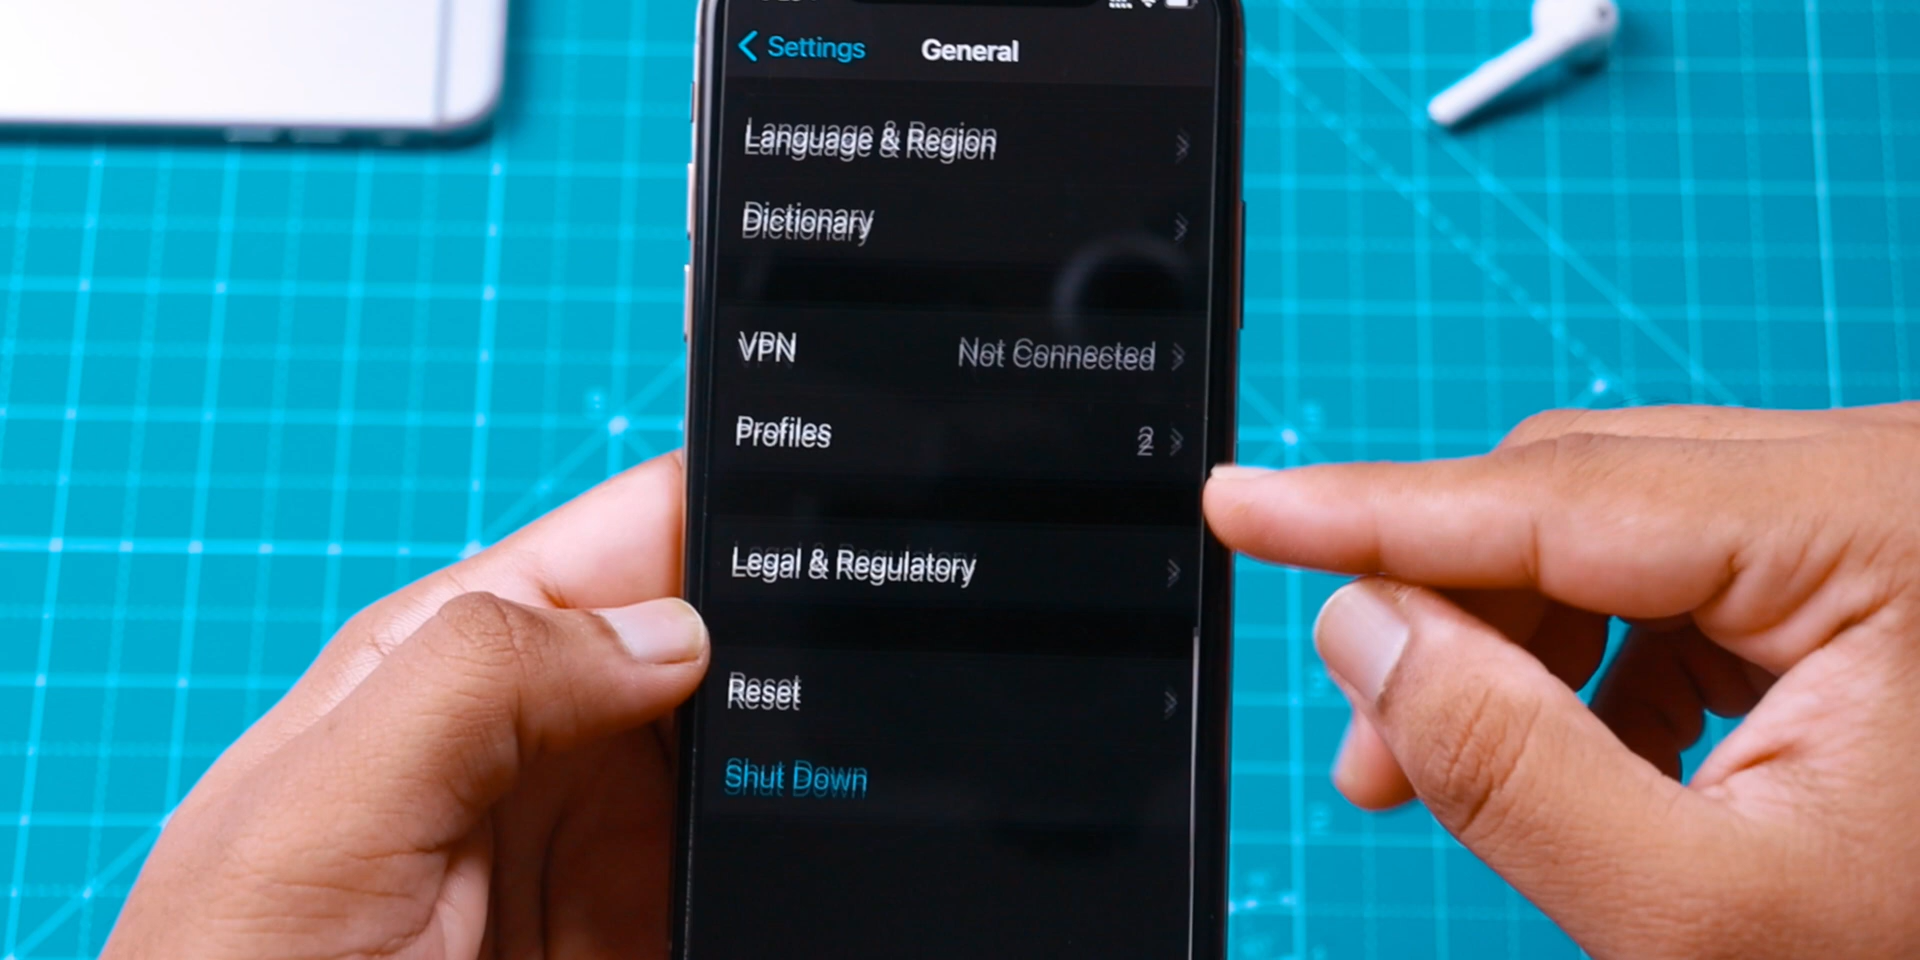 Settings
General
Language & Region
Dictionary
VPN
Not Connected
Profiles
2
Legal & Regulatory
Reset
Shut Down